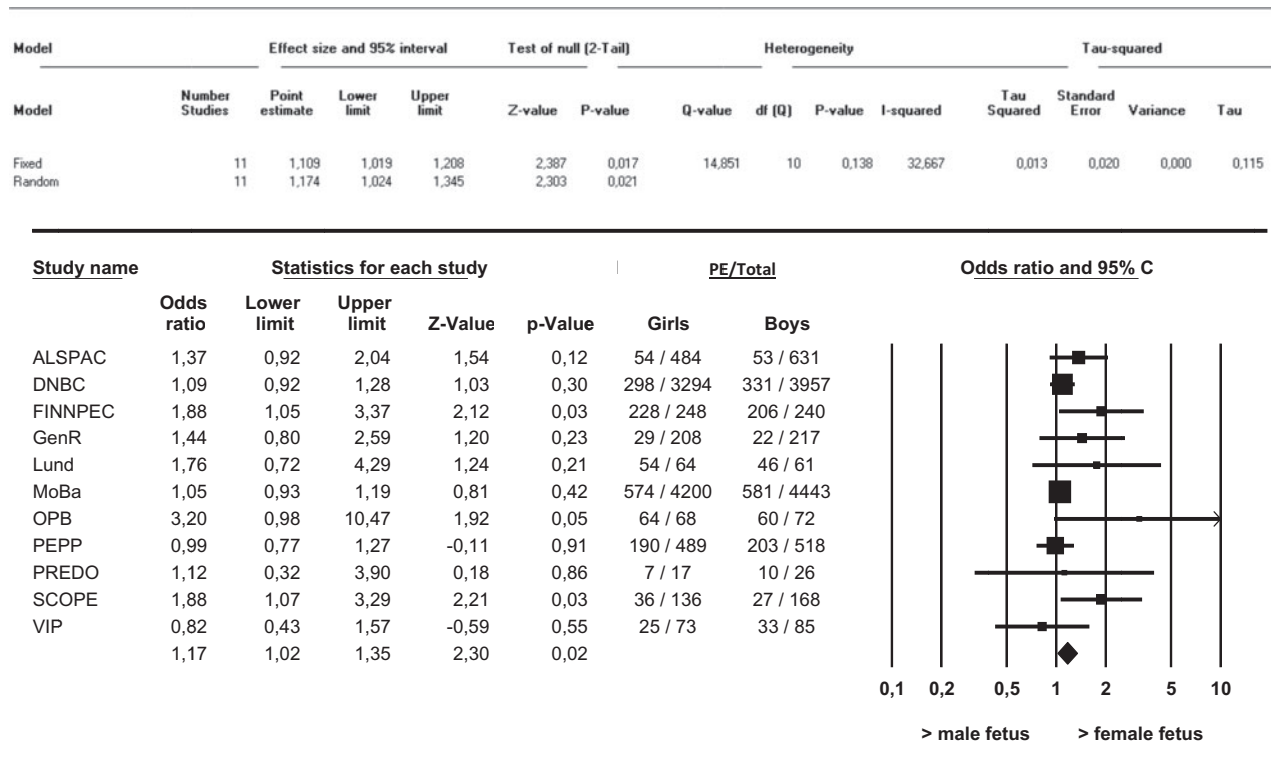 Model Effect size and 95% interval Test of null (2-Tail) Heterogeneity Tau-squared
Model Number Studies Point estimate Lower limit Upper limit Z-value P-value Q-value df (Q) P-value I-squared Tau Squared Standard Error Variance Tau
Fixed 11 1,109 1,019 1,208 2,387 0,017 14,851 10 0,138 32,667 0,013 0,020 0,000 0,115
Random 11 1,174 1,024 1,345 2,303 0,021
Study name Statistics for each study PE/Total Odds ratio and 95% C
Odds ratio Lower limit Upper limit Z-Value p-Value Girls Boys
ALSPAC 1,37 0,92 2,04 1,54 0,12 54 / 484 53 / 631
DNBC 1,09 0,92 1,28 1,03 0,30 298 / 3294 331 / 3957
FINNPEC 1,88 1,05 3,37 2,12 0,03 228 / 248 206 / 240
GenR 1,44 0,80 2,59 1,20 0,23 29 / 208 22 / 217
Lund 1,76 0,72 4,29 1,24 0,21 54 / 64 46 / 61
MoBa 1,05 0,93 1,19 0,81 0,42 574 / 4200 581 / 4443
OPB 3,20 0,98 10,47 1,92 0,05 64 / 68 60 / 72
PEPP 0,99 0,77 1,27 -0,11 0,91 190 / 489 203 / 518
PREDO 1,12 0,32 3,90 0,18 0,86 7 / 17 10 / 26
SCOPE 1,88 1,07 3,29 2,21 0,03 36 / 136 27 / 168
VIP 0,82 0,43 1,57 -0,59 0,55 25 / 73 33 / 85
1,17 1,02 1,35 2,30 0,02
0,1 0,2 0,5 1 2 5 10
> male fetus > female fetus